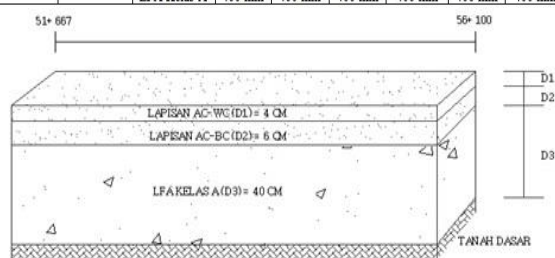 51+ 667 56+ 100
D1
D2
LAPISAN AC-WC(D1)= 4 CM
LAPISAN AC-BC(D2)= 6 CM
D3
LFA KELAS A(D3)= 40 CM
TANAH DASAR